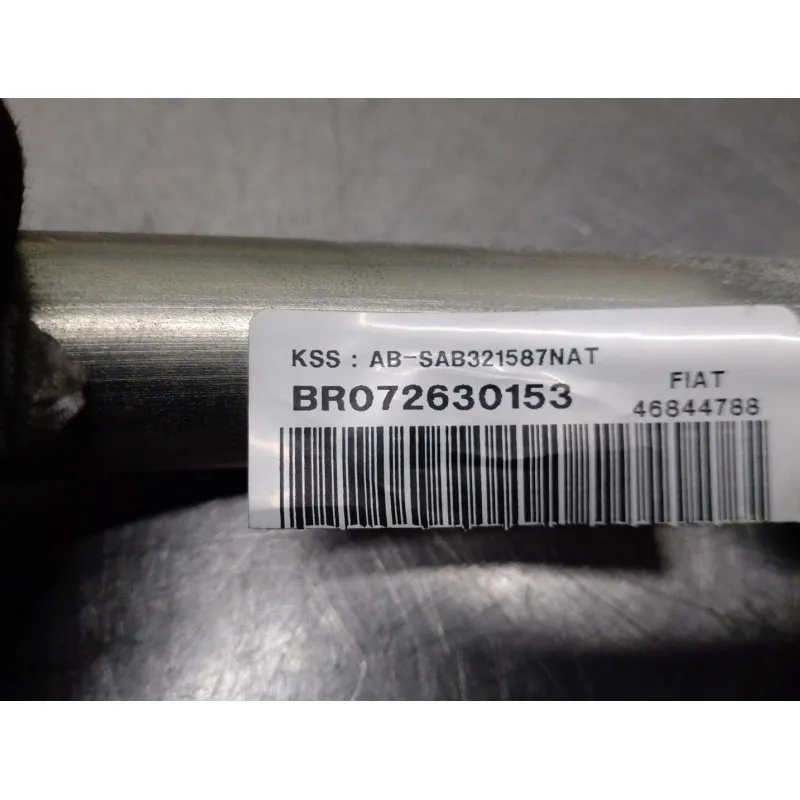 KSS : AB-SAB321587NAT
BR072630153
FIAT
46844788